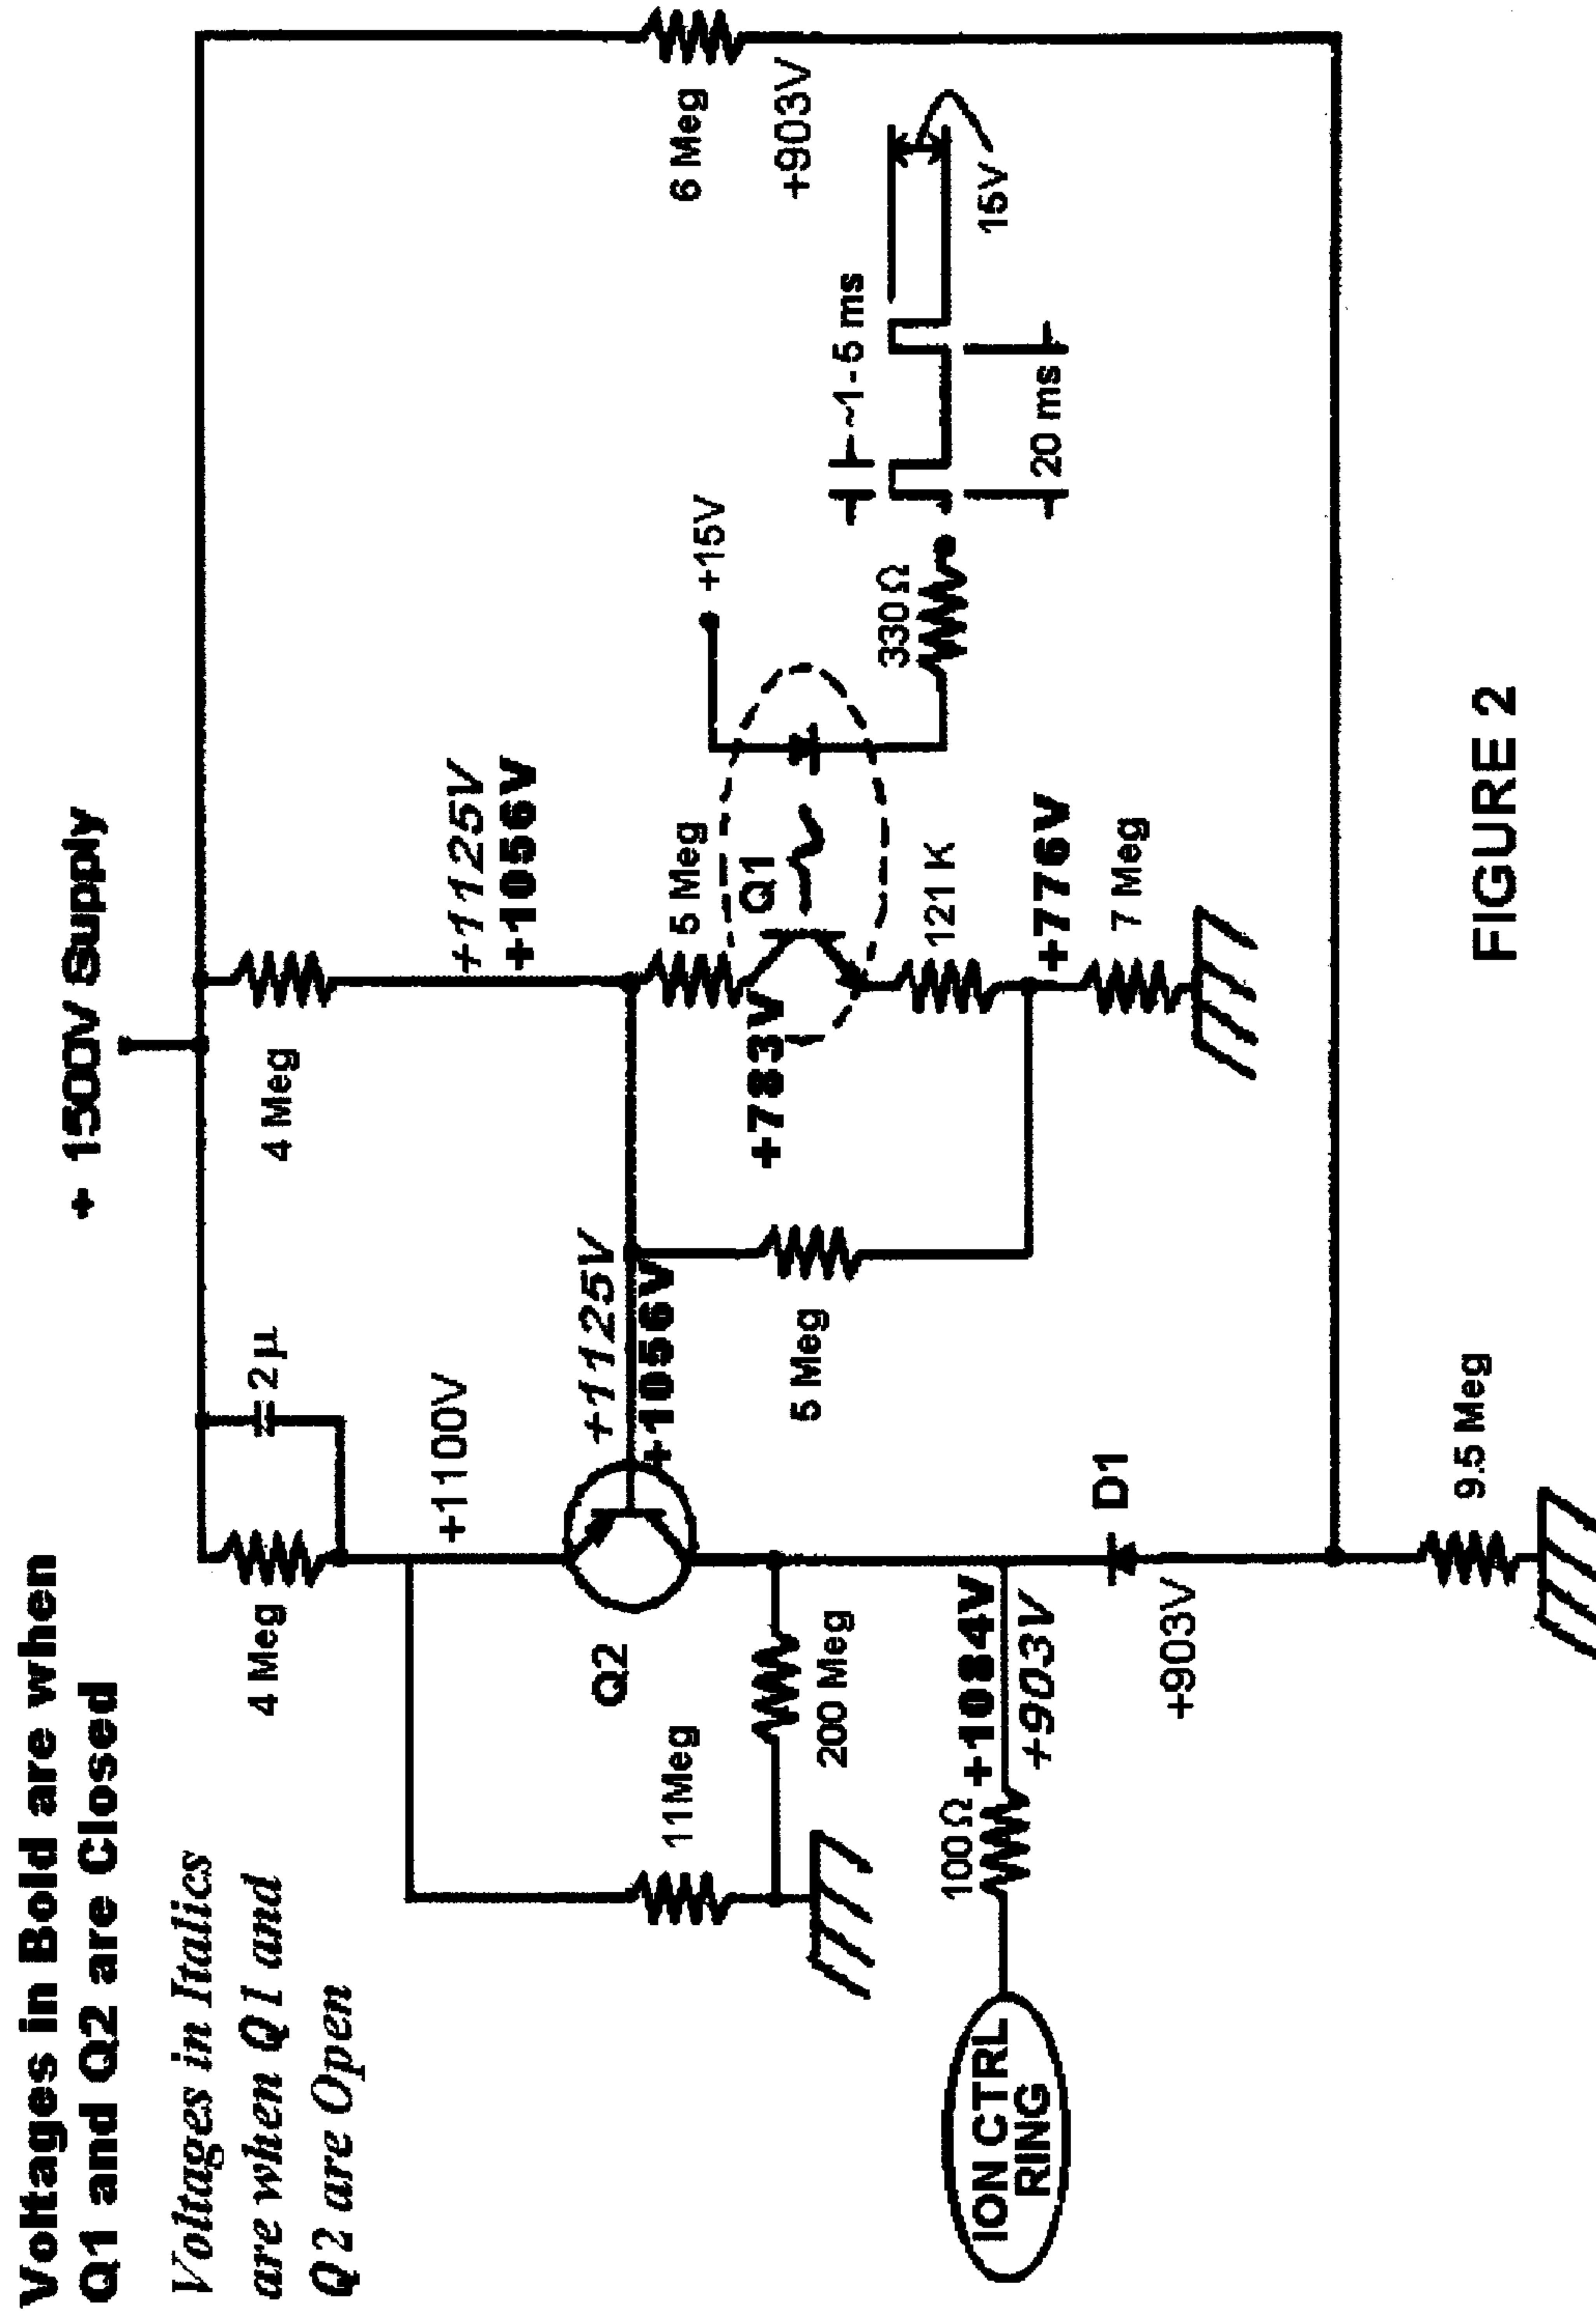 Voltages in Bold are when
Q1 and Q2 are Closed
Voltages in Italics
are when Q1 and
Q2 are Open
+ 1500V Supply
4 Meg
2µ
4 Meg
6 Meg
+903V
+1100V
+1125V
+1056V
+1125V
+1056V
Q2
11Meg
200 Meg
5 Meg
5 Meg
Q1
+783V
+15V
330Ω
~1-5 ms
20 ms
15V
121 K
+776V
7 Meg
100Ω
+1084V
+903V
D1
+903V
9.5 Meg
ION CTRL
RING
FIGURE 2